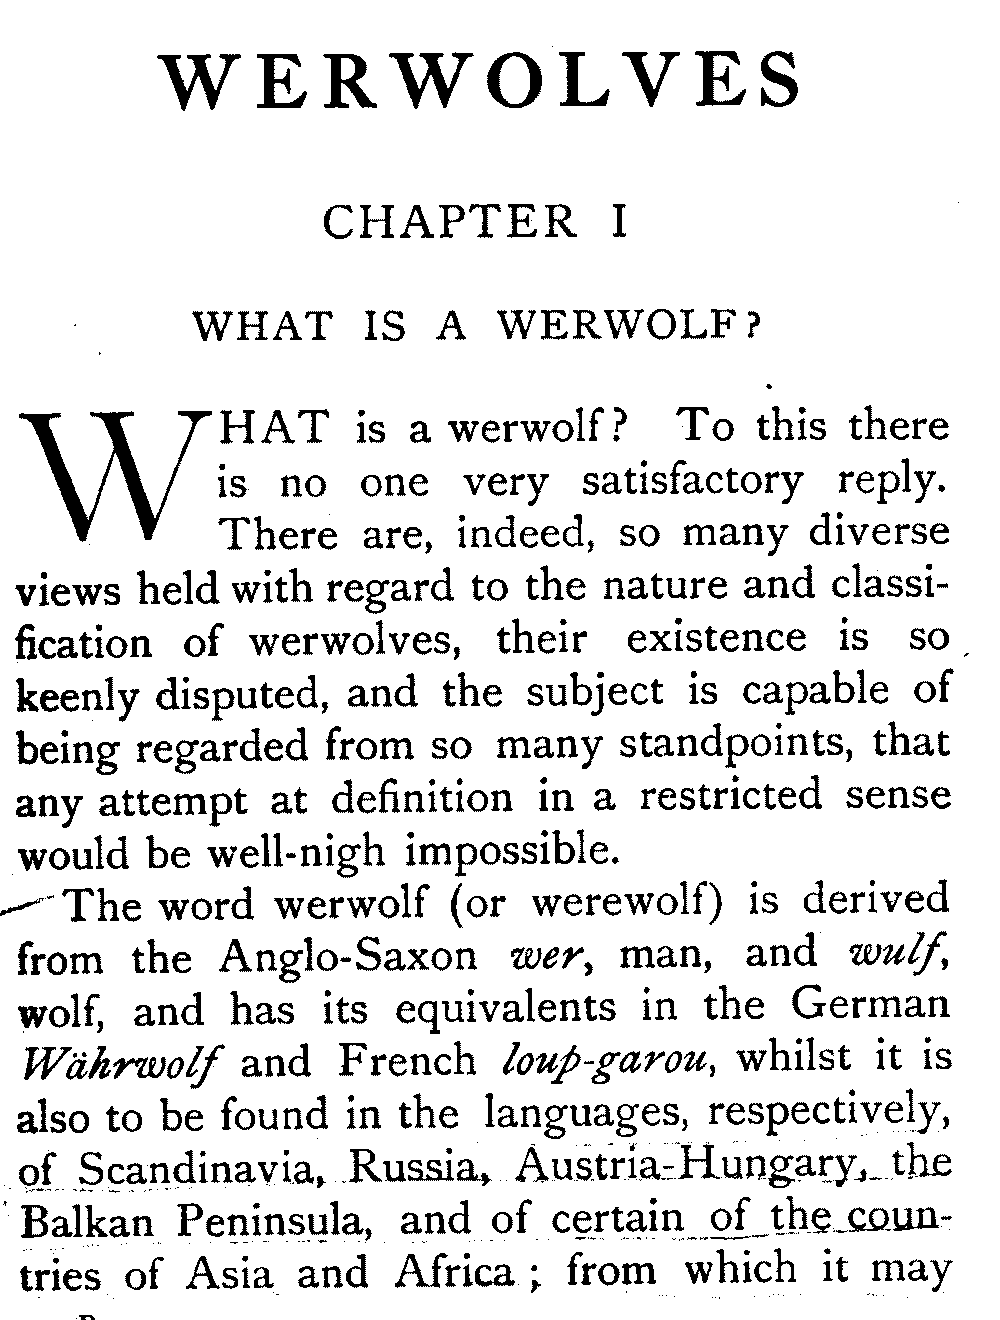 WERWOLVES
CHAPTER I
WHAT IS A WERWOLF?
WHAT is a werwolf? To this there
is no one very satisfactory reply.
There are, indeed, so many diverse
views held with regard to the nature and classi-
fication of werwolves, their existence is so
keenly disputed, and the subject is capable of
being regarded from so many standpoints, that
any attempt at definition in a restricted sense
would be well-nigh impossible.
The word werwolf (or werewolf) is derived
from the Anglo-Saxon wer, man, and wulf,
wolf, and has its equivalents in the German
Währwolf and French loup-garou, whilst it is
also to be found in the languages, respectively,
of Scandinavia, Russia, Austria-Hungary, the
Balkan Peninsula, and of certain of the coun-
tries of Asia and Africa; from which it may